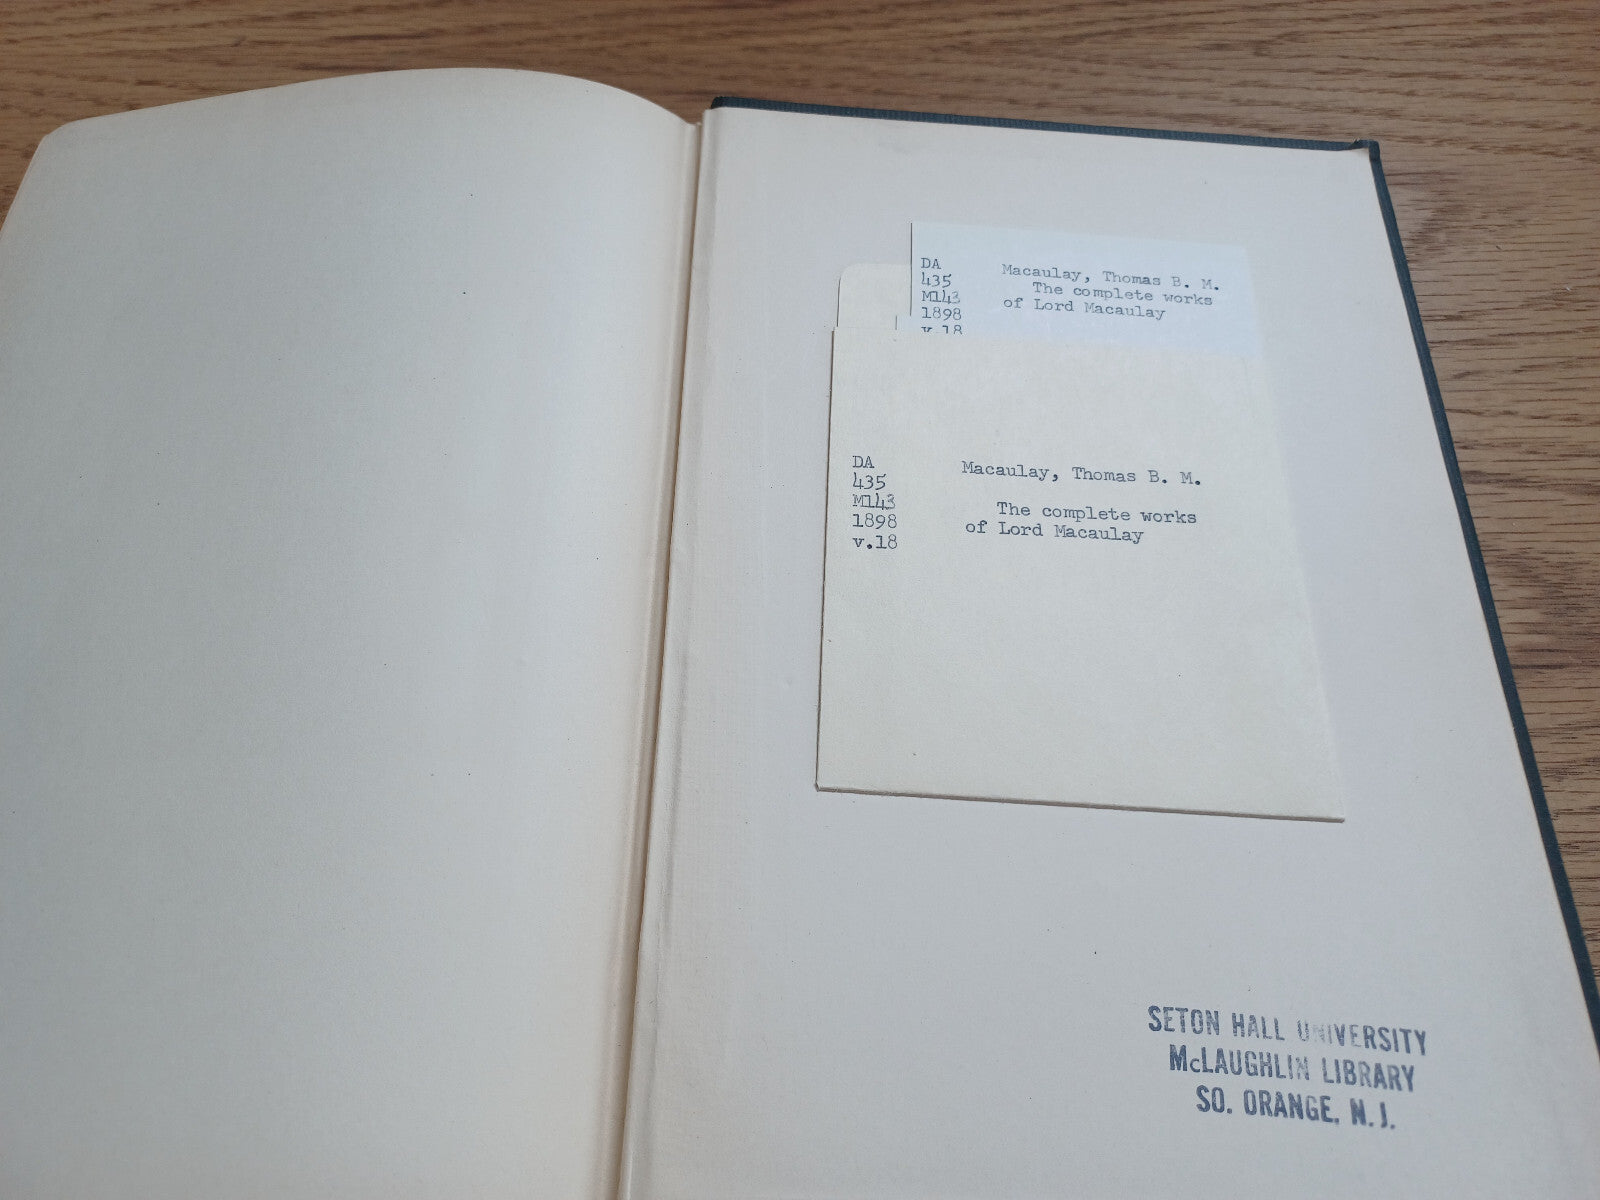 DA
435
M143
1898
v.18
Macaulay, Thomas B. M.
The complete works
of Lord Macaulay
DA
435
M143
1898
v.18
Macaulay, Thomas B. M.
The complete works
of Lord Macaulay
SETON HALL UNIVERSITY
McLAUGHLIN LIBRARY
SO. ORANGE, N.J.